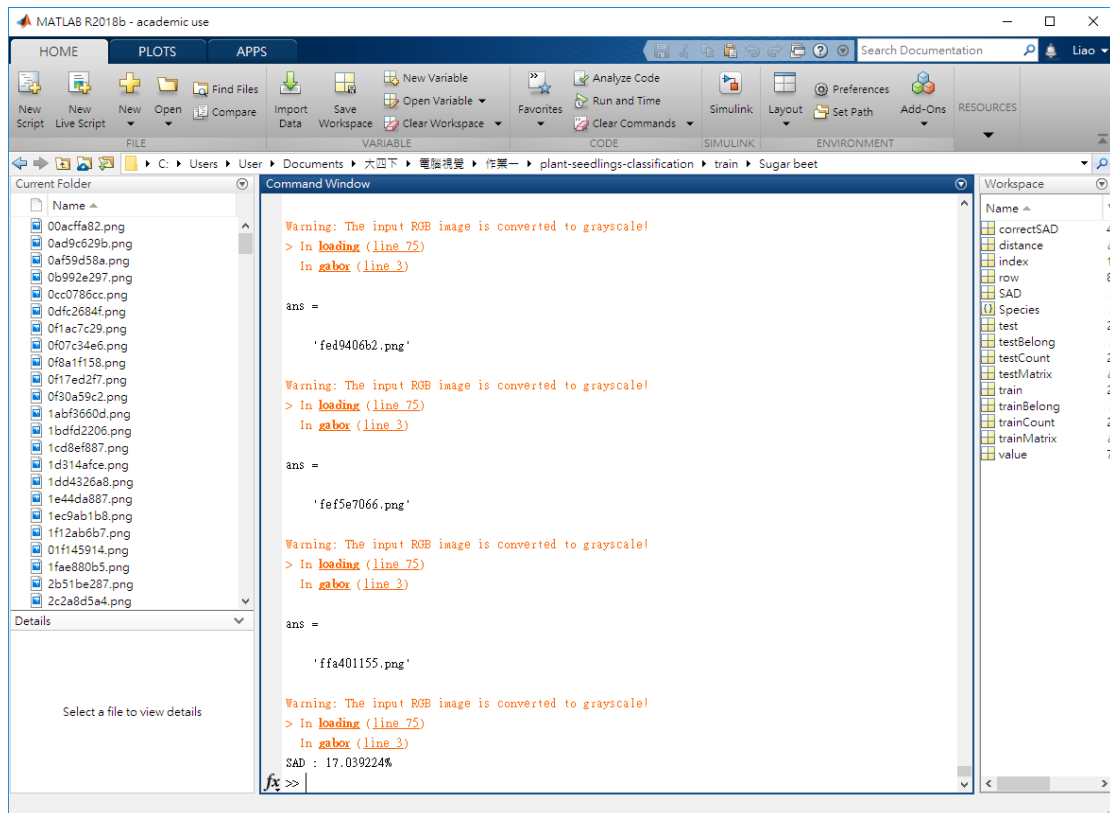 MATLAB R2018b - academic use
HOME PLOTS APPS Search Documentation Liao
New Script
New Live Script
New
Open
Find Files
Compare
FILE
Import Data
Save Workspace
New Variable
Open Variable
Clear Workspace
VARIABLE
Favorites
Analyze Code
Run and Time
Clear Commands
CODE
Simulink
SIMULINK
Layout
Preferences
Set Path
Add-Ons
ENVIRONMENT
RESOURCES
C: Users User Documents 大四下 電腦視覺 作業一 plant-seedlings-classification train Sugar beet
Current Folder
Name
00acffa82.png
0ad9c629b.png
0af59d58a.png
0b992e297.png
0cc0786cc.png
0dfc2684f.png
0f1ac7c29.png
0f07c34e6.png
0f8a1f158.png
0f17ed2f7.png
0f30a59c2.png
1abf3660d.png
1bdfd2206.png
1cd8ef887.png
1d314afce.png
1dd4326a8.png
1e44da887.png
1ec9ab1b8.png
1f12ab6b7.png
01f145914.png
1fae880b5.png
2b51be287.png
2c2a8d5a4.png
Details
Select a file to view details
Command Window
Warning: The input RGB image is converted to grayscale!
> In loading (line 75)
In gabor (line 3)
ans =
'fed9406b2.png'
Warning: The input RGB image is converted to grayscale!
> In loading (line 75)
In gabor (line 3)
ans =
'fef5e7066.png'
Warning: The input RGB image is converted to grayscale!
> In loading (line 75)
In gabor (line 3)
ans =
'ffa401155.png'
Warning: The input RGB image is converted to grayscale!
> In loading (line 75)
In gabor (line 3)
SAD : 17.039224%
fx >>
Workspace
Name
correctSAD
distance
index
row
SAD
Species
test
testBelong
testCount
testMatrix
train
trainBelong
trainCount
trainMatrix
value